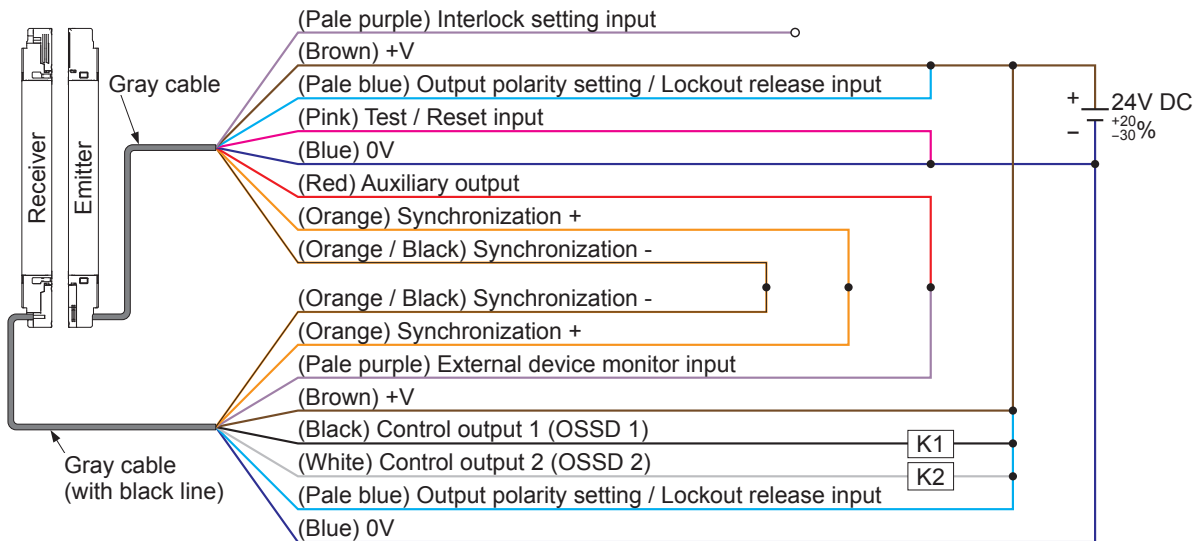 (Pale purple) Interlock setting input
(Brown) +V
Gray cable
(Pale blue) Output polarity setting / Lockout release input
+
24V DC
+20
−30%
−
(Pink) Test / Reset input
(Blue) 0V
Receiver
Emitter
(Red) Auxiliary output
(Orange) Synchronization +
(Orange / Black) Synchronization -
(Orange / Black) Synchronization -
(Orange) Synchronization +
(Pale purple) External device monitor input
(Brown) +V
(Black) Control output 1 (OSSD 1)
K1
Gray cable
(with black line)
(White) Control output 2 (OSSD 2)
K2
(Pale blue) Output polarity setting / Lockout release input
(Blue) 0V